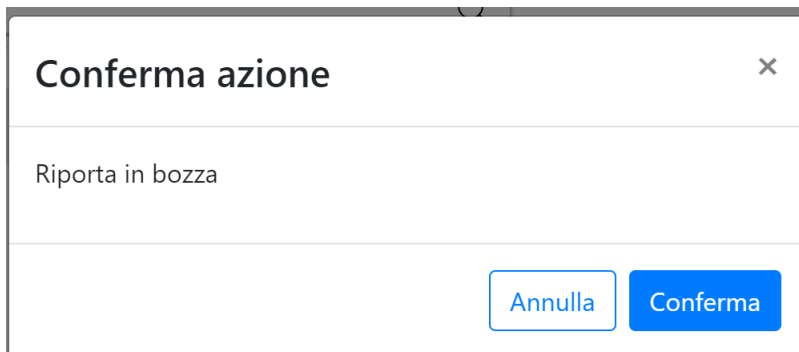 Conferma azione
×
Riporta in bozza
Annulla
Conferma